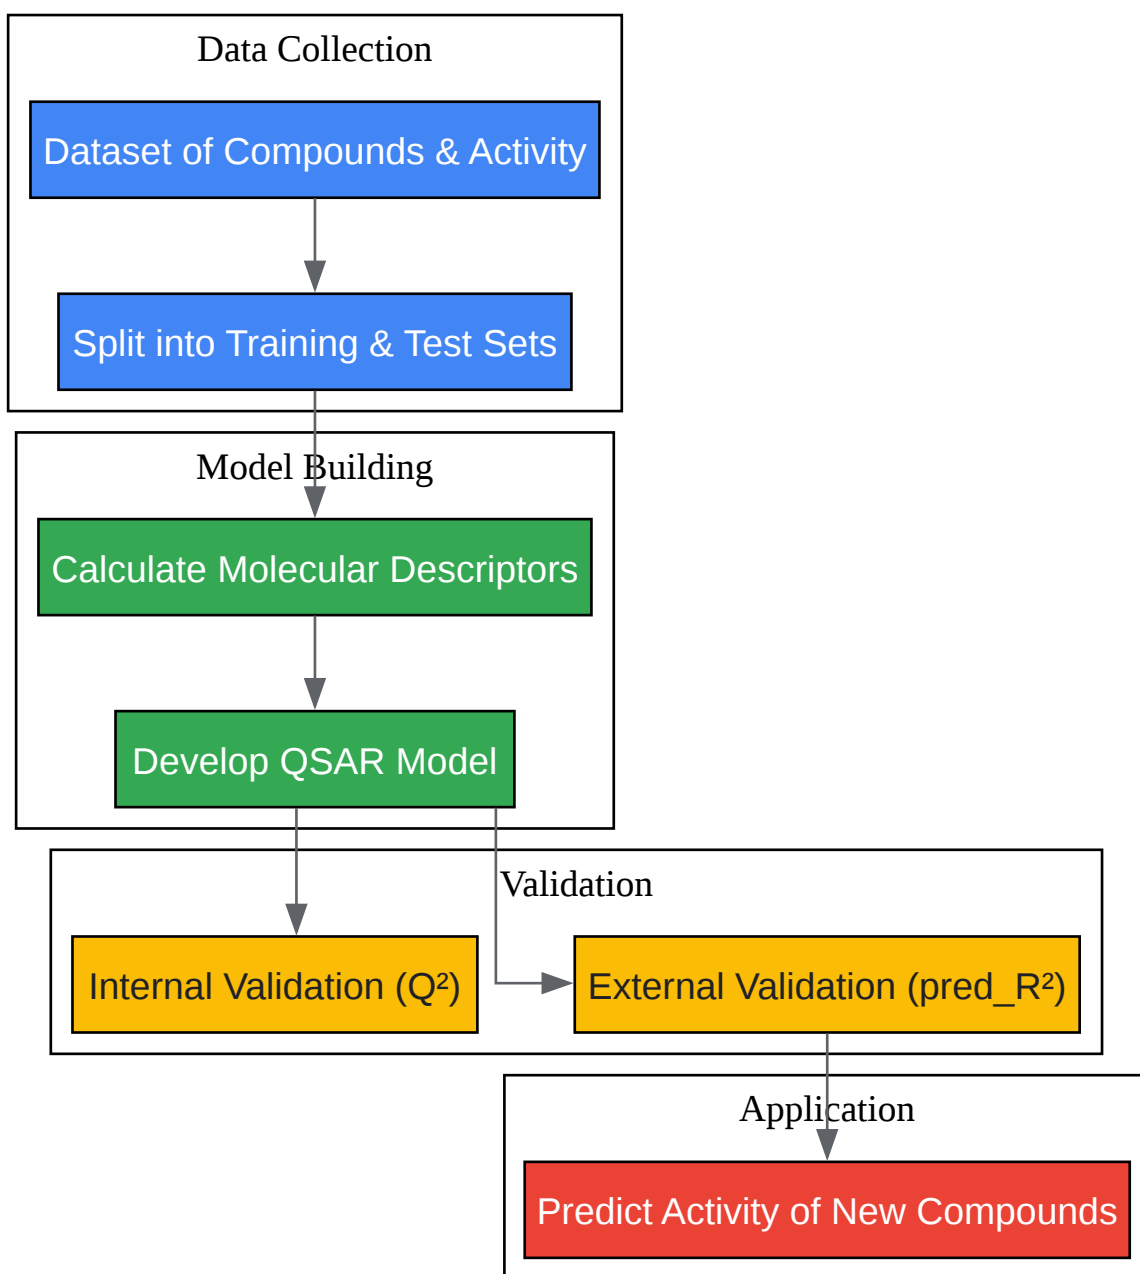 Data Collection
Dataset of Compounds & Activity
Split into Training & Test Sets
Model Building
Calculate Molecular Descriptors
Develop QSAR Model
Validation
Internal Validation (Q²)
External Validation (pred_R²)
Application
Predict Activity of New Compounds